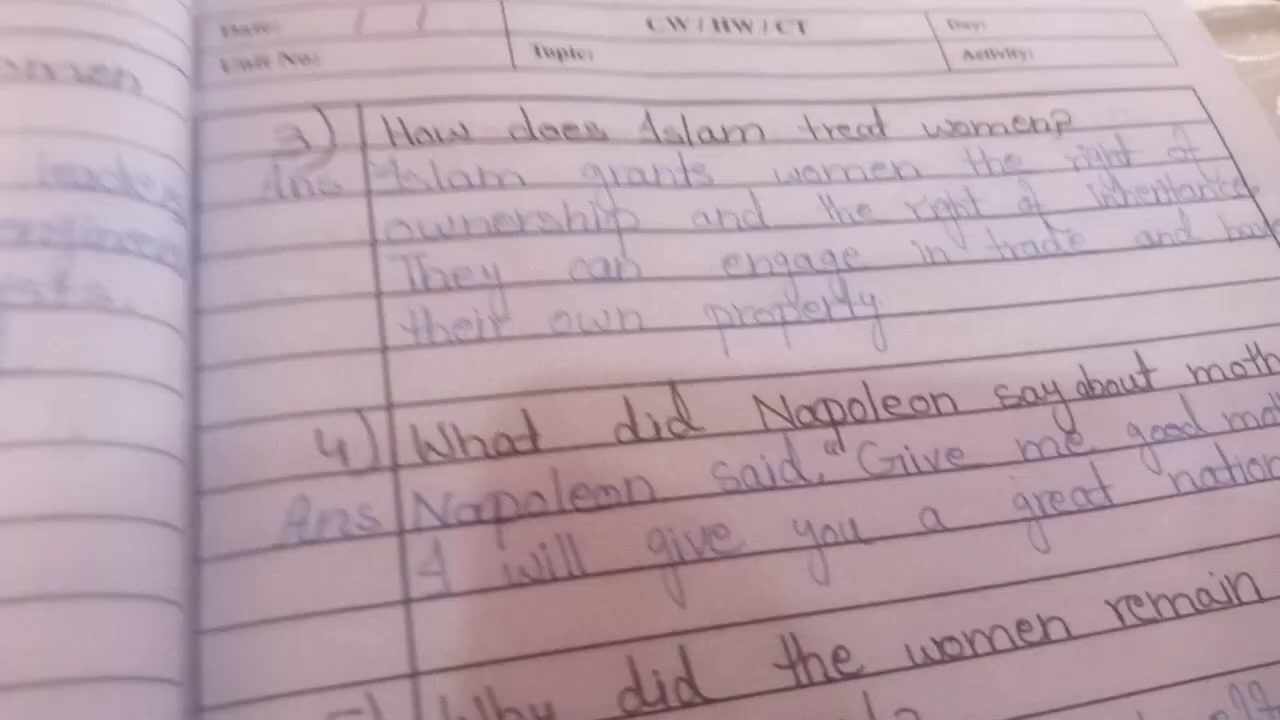 Date: / /
CW / HW / CT
Day:
Unit No:
Topic:
Activity:
3) How does Islam treat women?
Ans Islam grants women the right of
ownership and the right of inheritance
They can engage in trade and
their own property
4) What did Napoleon say about
Napoleon said, "Give me good
I will give you a great nation
Why did the women remain